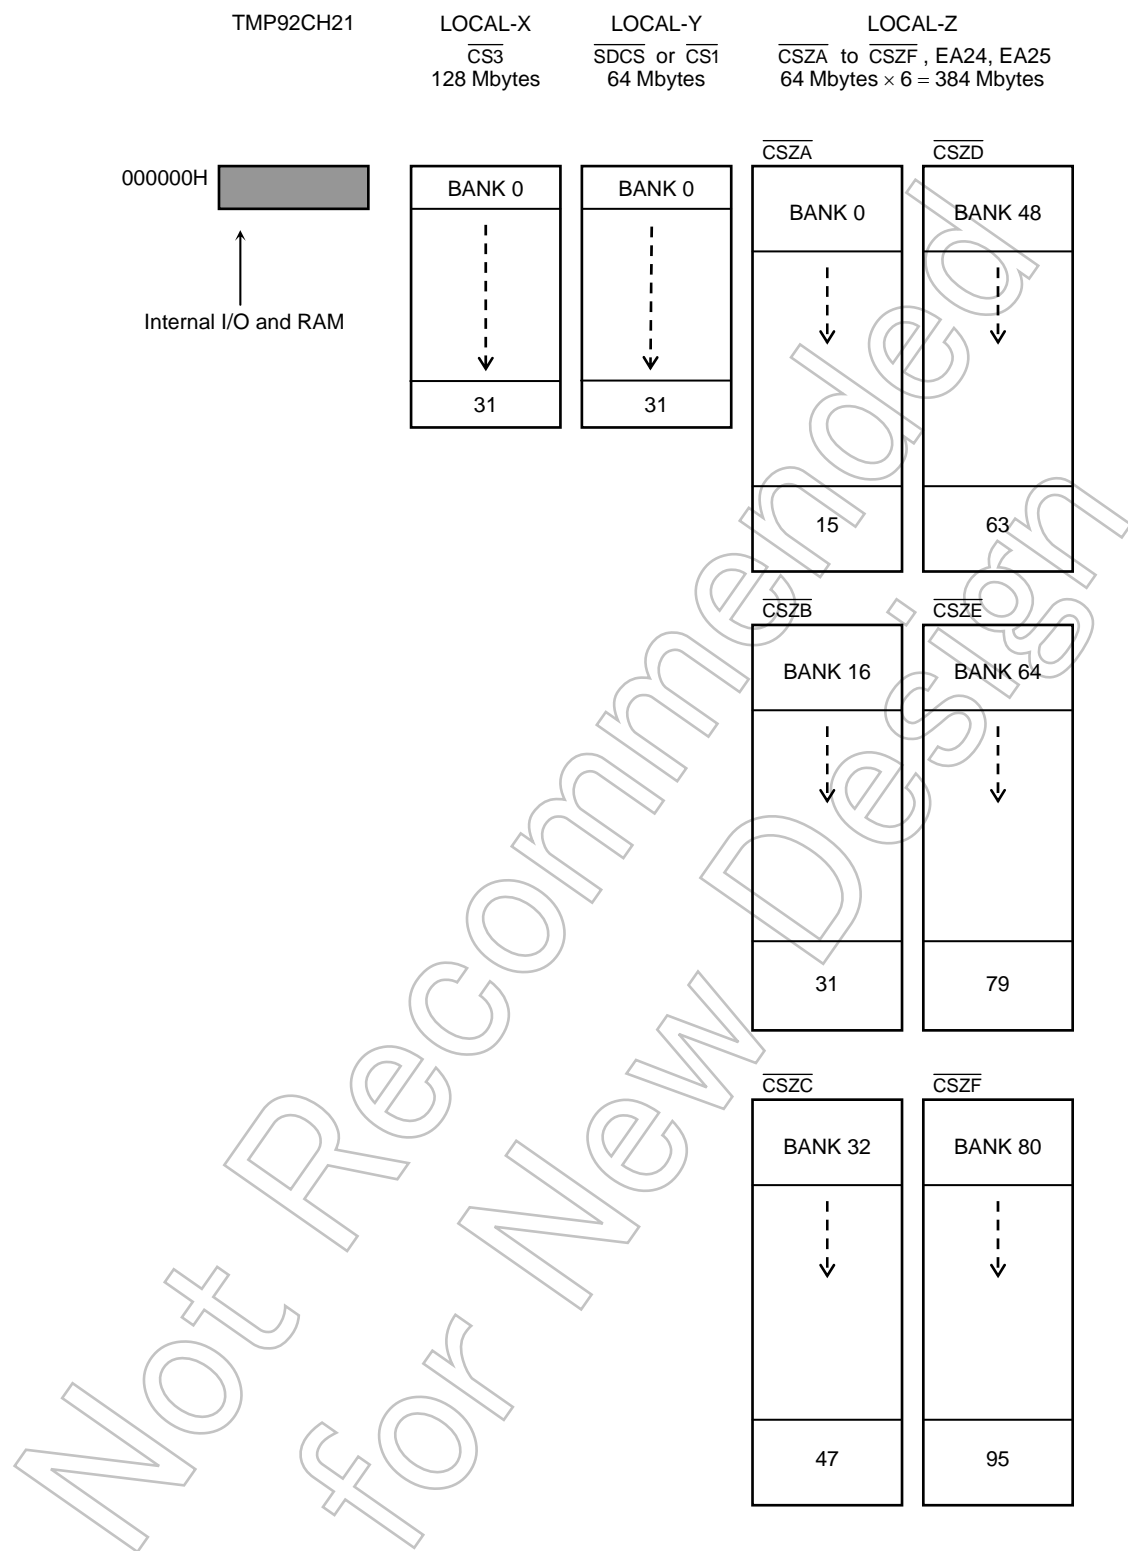 TMP92CH21
LOCAL-X
CS3
128 Mbytes
LOCAL-Y
SDCS or CS1
64 Mbytes
LOCAL-Z
CSZA to CSZF , EA24, EA25
64 Mbytes × 6 = 384 Mbytes
000000H
Internal I/O and RAM
BANK 0
31
BANK 0
31
CSZA
BANK 0
15
CSZD
BANK 48
63
CSZB
BANK 16
31
CSZE
BANK 64
79
CSZC
BANK 32
47
CSZF
BANK 80
95
Not Recommended
for New Design